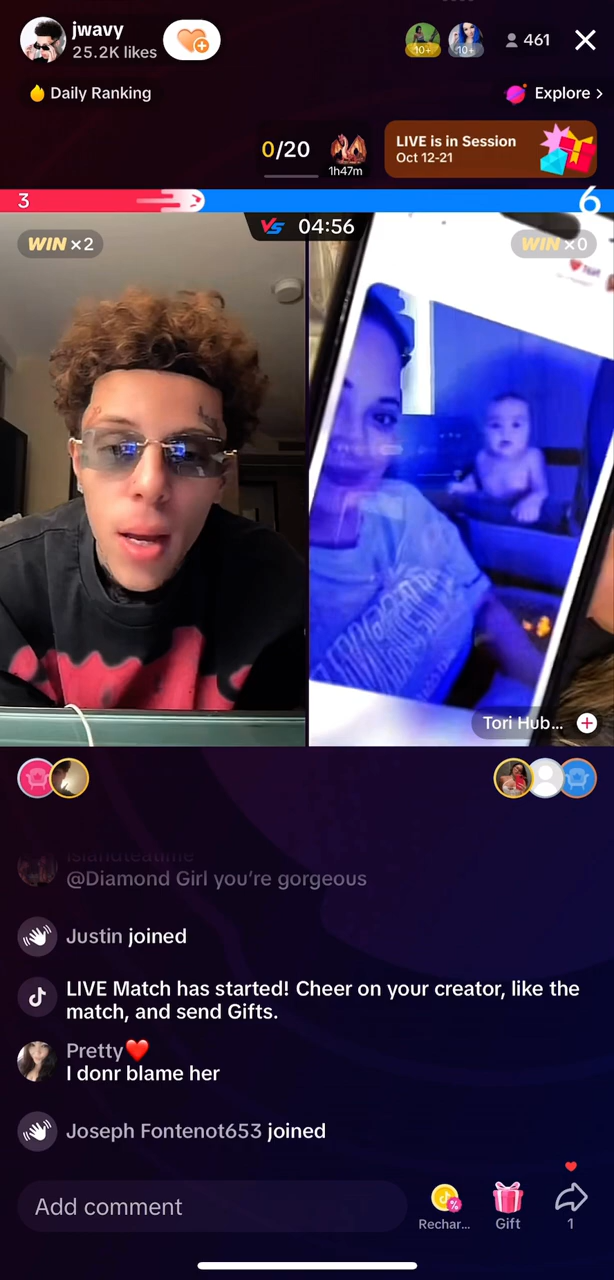 jwavy
25.2K likes
10+
10+
461
Daily Ranking
Explore >
0/20
1h47m
LIVE is in Session
Oct 12-21
3
6
VS 04:56
WIN ×2
WIN ×0
Tori Hub...
@Diamond Girl you’re gorgeous
Justin joined
LIVE Match has started! Cheer on your creator, like the
match, and send Gifts.
Pretty❤️
I donr blame her
Joseph Fontenot653 joined
Add comment
Rechar...
Gift
1